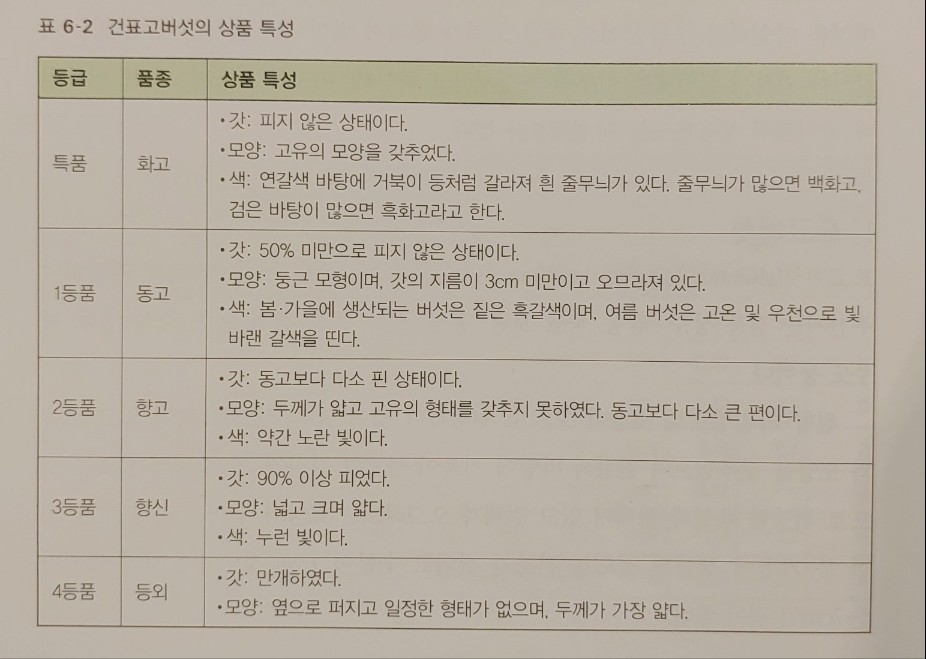 표 6-2 건표고버섯의 상품 특성
등급 품종 상품 특성
특품 화고
•갓: 피지 않은 상태이다.
•모양: 고유의 모양을 갖추었다.
•색: 연갈색 바탕에 거북이 등처럼 갈라져 흰 줄무늬가 있다. 줄무늬가 많으면 백화고,
검은 바탕이 많으면 흑화고라고 한다.
1등품 동고
•갓: 50% 미만으로 피지 않은 상태이다.
•모양: 둥근 모형이며, 갓의 지름이 3cm 미만이고 오므라져 있다.
•색: 봄·가을에 생산되는 버섯은 짙은 흑갈색이며, 여름 버섯은 고온 및 우천으로 빛
바랜 갈색을 띤다.
2등품 향고
•갓: 동고보다 다소 핀 상태이다.
•모양: 두께가 얇고 고유의 형태를 갖추지 못하였다. 동고보다 다소 큰 편이다.
•색: 약간 노란 빛이다.
3등품 향신
•갓: 90% 이상 피었다.
•모양: 넓고 크며 얇다.
•색: 누런 빛이다.
4등품 등외
•갓: 만개하였다.
•모양: 옆으로 퍼지고 일정한 형태가 없으며, 두께가 가장 얇다.